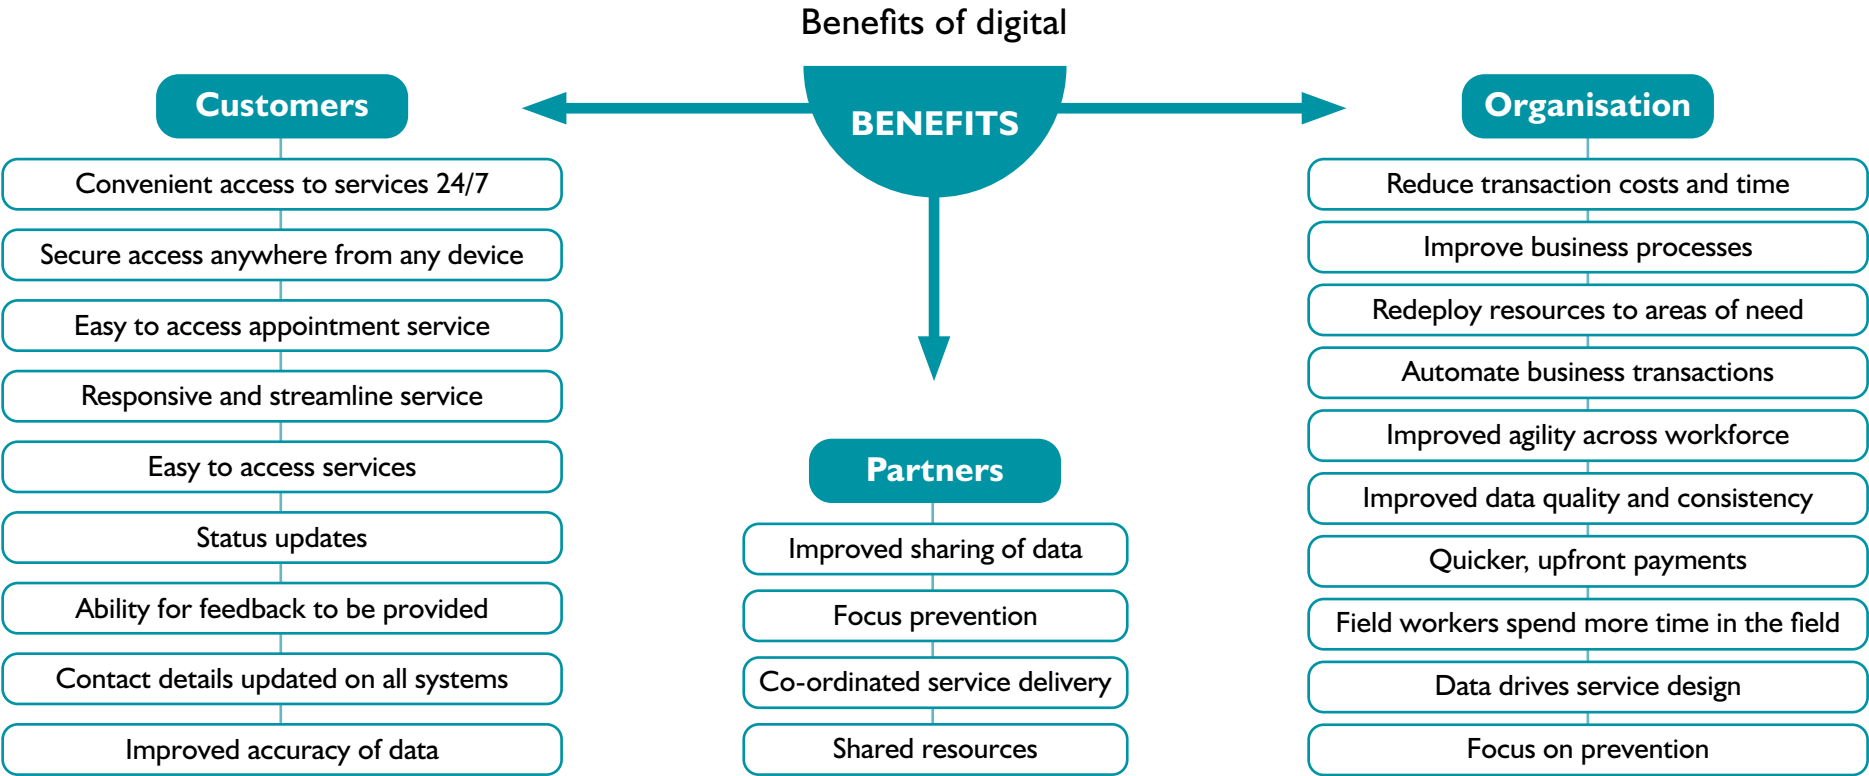 Benefits of digital
BENEFITS
Customers
Convenient access to services 24/7
Secure access anywhere from any device
Easy to access appointment service
Responsive and streamline service
Easy to access services
Status updates
Ability for feedback to be provided
Contact details updated on all systems
Improved accuracy of data
Partners
Improved sharing of data
Focus prevention
Co-ordinated service delivery
Shared resources
Organisation
Reduce transaction costs and time
Improve business processes
Redeploy resources to areas of need
Automate business transactions
Improved agility across workforce
Improved data quality and consistency
Quicker, upfront payments
Field workers spend more time in the field
Data drives service design
Focus on prevention